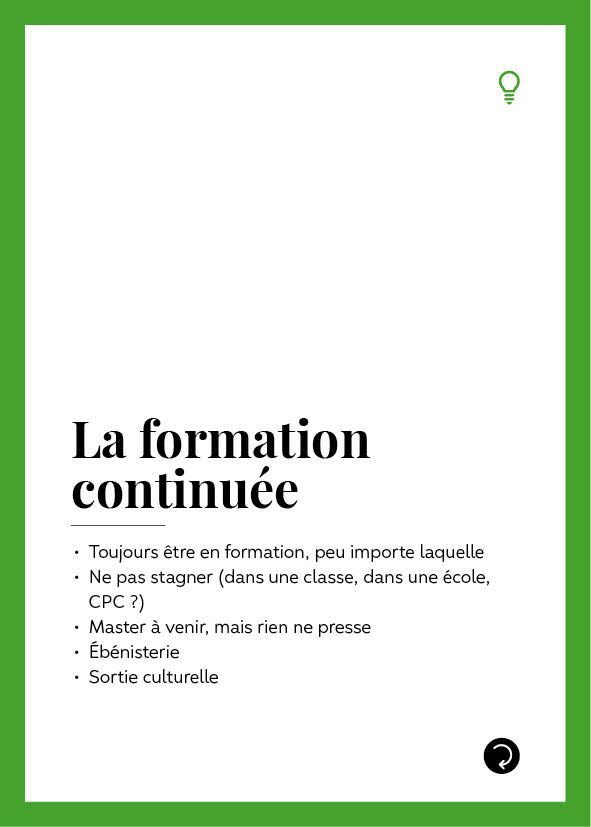 La formation
continuée
• Toujours être en formation, peu importe laquelle
• Ne pas stagner (dans une classe, dans une école,
CPC ?)
• Master à venir, mais rien ne presse
• Ébénisterie
• Sortie culturelle